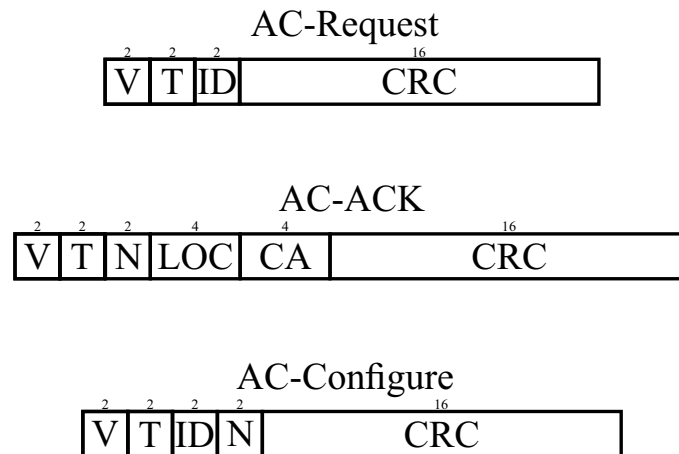 AC-Request
2 2 2 16
V T ID CRC
AC-ACK
2 2 2 4 4 16
V T N LOC CA CRC
AC-Configure
2 2 2 2 16
V T ID N CRC